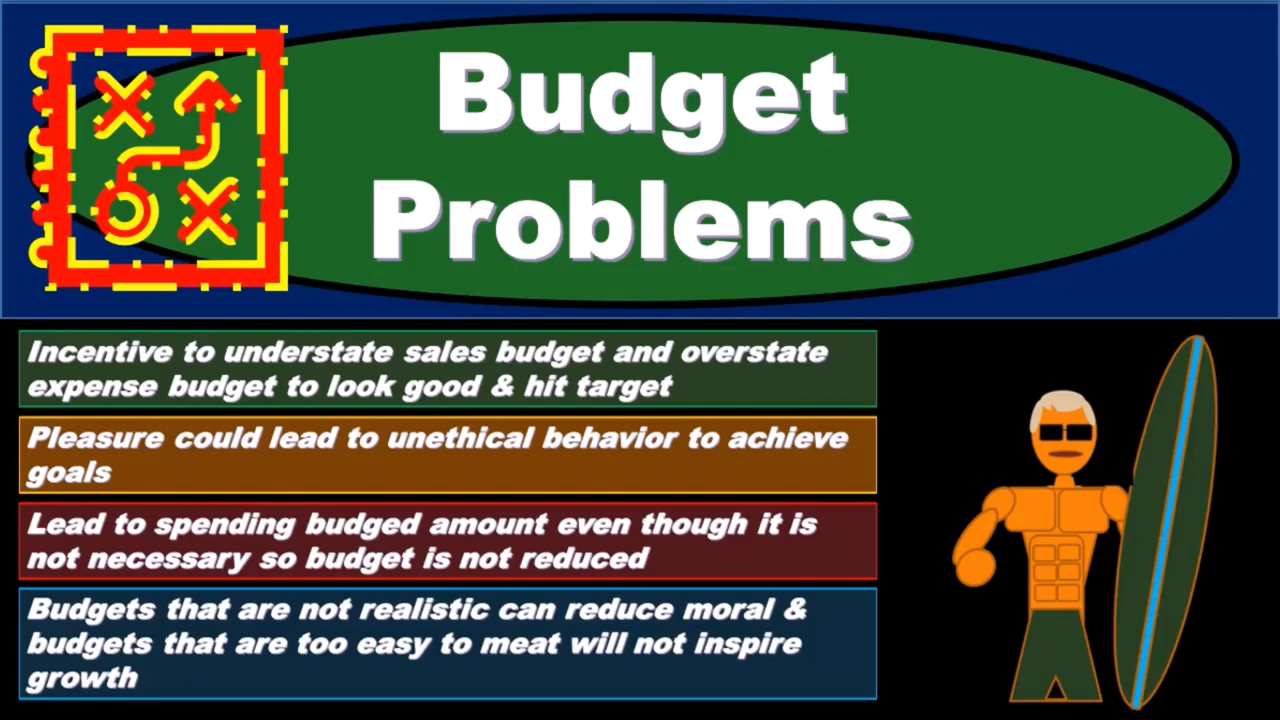 Budget
Problems
Incentive to understate sales budget and overstate
expense budget to look good & hit target
Pleasure could lead to unethical behavior to achieve
goals
Lead to spending budged amount even though it is
not necessary so budget is not reduced
Budgets that are not realistic can reduce moral &
budgets that are too easy to meat will not inspire
growth